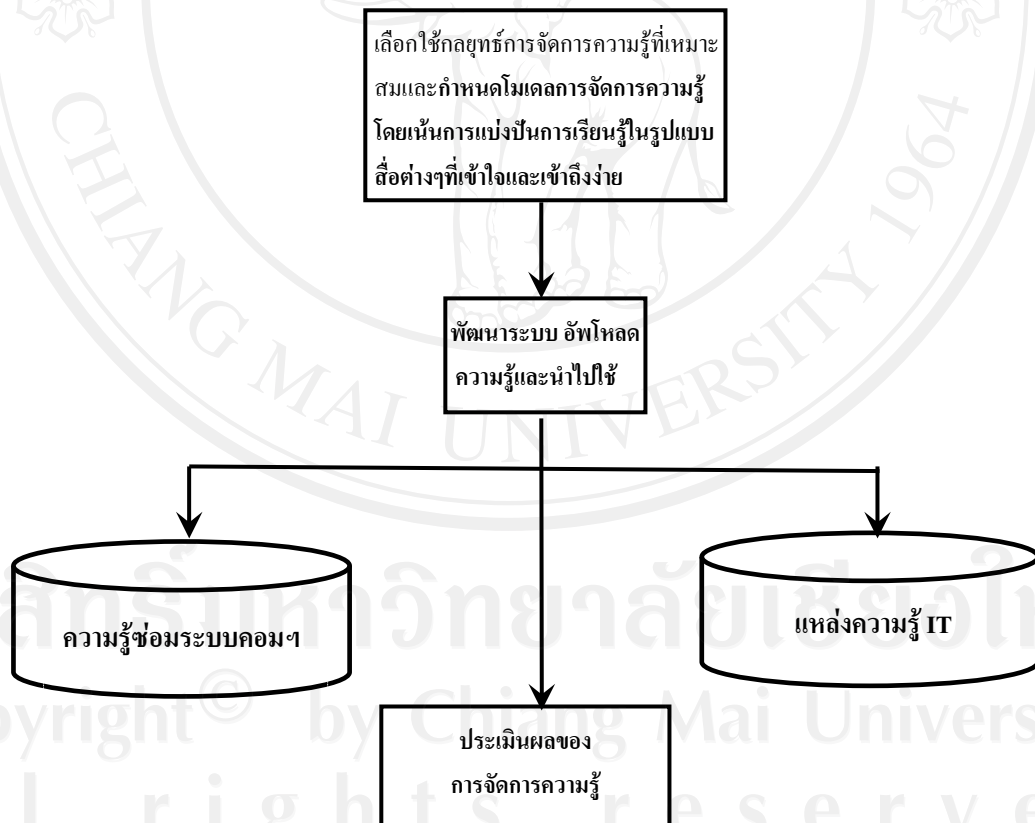 เลือกใช้กลยุทธ์การจัดการความรู้ที่เหมาะ
สมและกำหนดโมเดลการจัดการความรู้
โดยเน้นการแบ่งปันการเรียนรู้ในรูปแบบ
สื่อต่างๆที่เข้าใจและเข้าถึงง่าย
พัฒนาระบบ อัพโหลด
ความรู้และนำไปใช้
CHIANG MAI UNIVERSITY 1964
ความรู้ซ่อมระบบคอมฯ
แหล่งความรู้ IT
สิทธิ์มหาวิทยาลัยเชียงให
pyright © by Chiang Mai Univers
ประเมินผลของ
การจัดการความรู้
l rights reserve